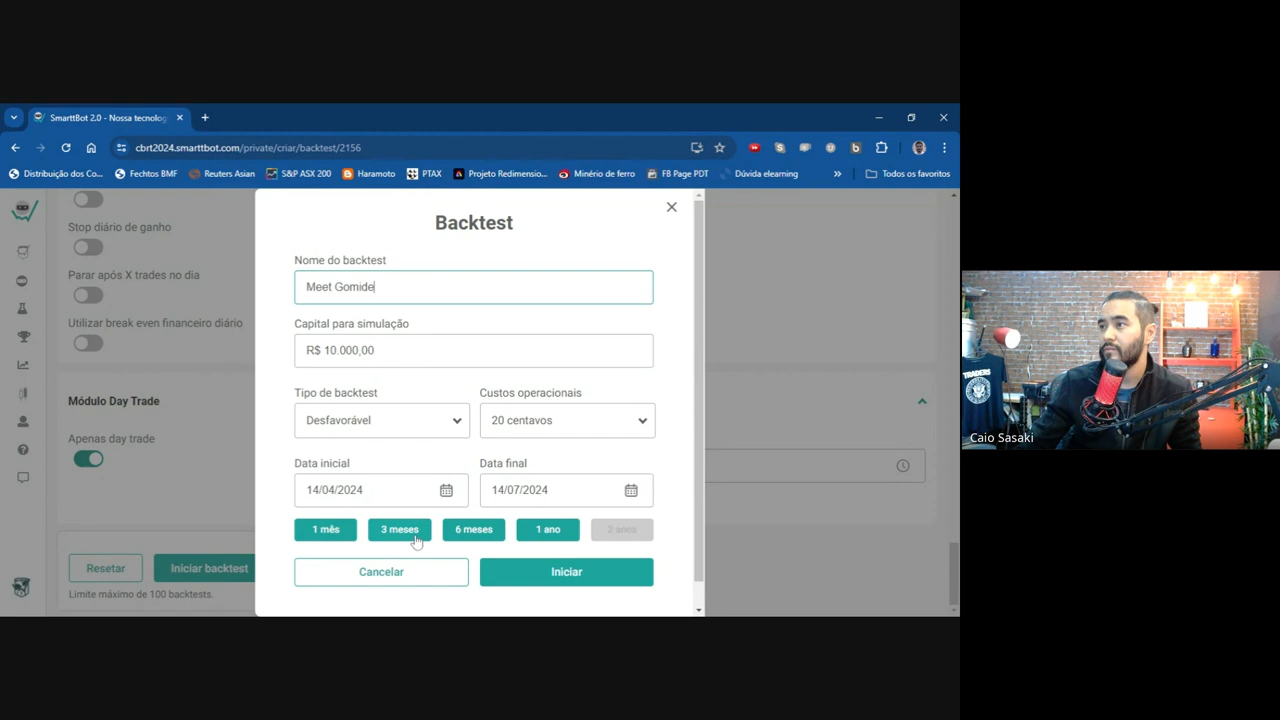 SmarttBot 2.0 - Nossa tecnolog
cbrt2024.smarttbot.com/private/criar/backtest/2156
Distribuição dos Co...
Fechtos BMF
Reuters Asian
S&P ASX 200
Haramoto
PTAX
Projeto Redimensio...
Minério de ferro
FB Page PDT
Dúvida elearning
»
Todos os favoritos
Stop diário de ganho
Parar após X trades no dia
Utilizar break even financeiro diário
Módulo Day Trade
Apenas day trade
Resetar
Iniciar backtest
Limite máximo de 100 backtests.
Backtest
Nome do backtest
Meet Gomide
Capital para simulação
R$ 10.000,00
Tipo de backtest
Custos operacionais
Desfavorável
20 centavos
Data inicial
Data final
14/04/2024
14/07/2024
1 mês
3 meses
6 meses
1 ano
2 anos
Cancelar
Iniciar
TRADERS
Caio Sasaki